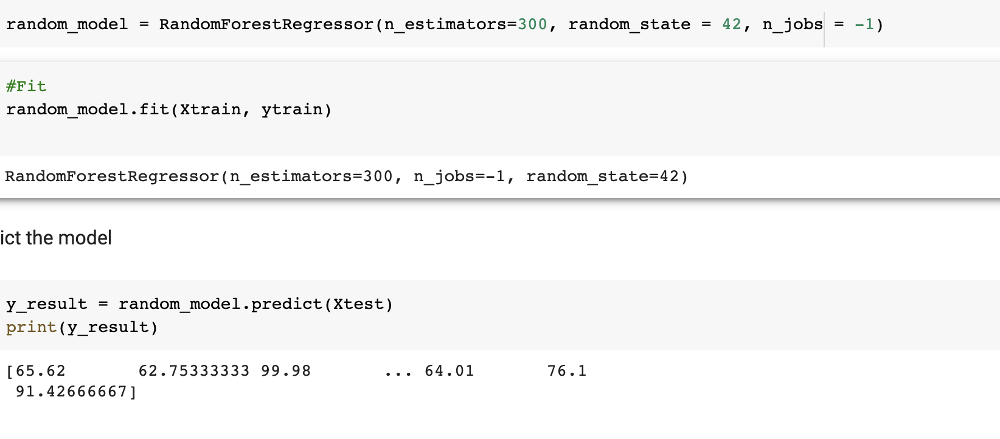 random_model = RandomForestRegressor(n_estimators=300, random_state = 42, n_jobs = -1)
#Fit
random_model.fit(Xtrain, ytrain)
RandomForestRegressor(n_estimators=300, n_jobs=-1, random_state=42)
ict the model
y_result = random_model.predict(Xtest)
print(y_result)
[65.62       62.75333333 99.98       ... 64.01       76.1
 91.42666667]